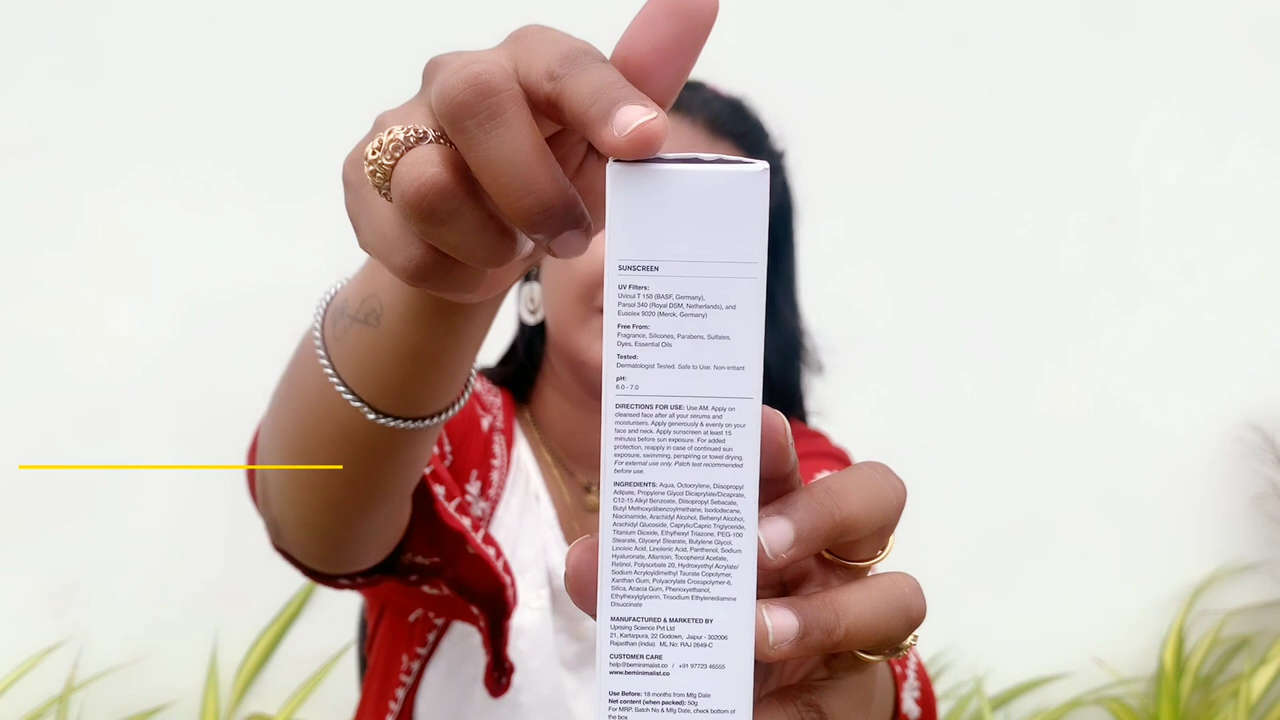 SUNSCREEN
UV Filters:
Uvinul T 150 (BASF, Germany),
Parsol 340 (Royal DSM, Netherlands), and
Eusolex 9020 (Merck, Germany)
Free From:
Fragrance, Silicones, Parabens, Sulfates,
Dyes, Essential Oils
Tested:
Dermatologist Tested. Safe to Use. Non-Irritant
pH:
6.0 - 7.0
DIRECTIONS FOR USE: Use AM. Apply on
cleansed face after all your serums and
moisturisers. Apply generously & evenly on your
face and neck. Apply sunscreen at least 15
minutes before sun exposure. For added
protection, reapply in case of continued sun
exposure, swimming, perspiring or towel drying.
For external use only. Patch test recommended
before use.
INGREDIENTS: Aqua, Octocrylene, Diisopropyl
Adipate, Propylene Glycol Dicaprylate/Dicaprate,
C12-15 Alkyl Benzoate, Diisopropyl Sebacate,
Butyl Methoxydibenzoylmethane, Isododecane,
Niacinamide, Arachidyl Alcohol, Behenyl Alcohol,
Arachidyl Glucoside, Caprylic/Capric Triglyceride,
Titanium Dioxide, Ethylhexyl Triazone, PEG-100
Stearate, Glyceryl Stearate, Butylene Glycol,
Linoleic Acid, Linolenic Acid, Panthenol, Sodium
Hyaluronate, Allantoin, Tocopherol Acetate,
Retinol, Polysorbate 20, Hydroxyethyl Acrylate/
Sodium Acryloyldimethyl Taurate Copolymer,
Xanthan Gum, Polyacrylate Crosspolymer-6,
Silica, Acacia Gum, Phenoxyethanol,
Ethylhexylglycerin, Trisodium Ethylenediamine
Disuccinate
MANUFACTURED & MARKETED BY
Uprising Science Pvt Ltd
21, Kartarpura, 22 Godown, Jaipur - 302006
Rajasthan (India). ML No: RAJ 2649-C
CUSTOMER CARE
help@beminimalist.co / +91 97723 46555
www.beminimalist.co
Use Before: 18 months from Mfg Date
Net content (when packed): 50g
For MRP, Batch No & Mfg Date, check bottom of
the box